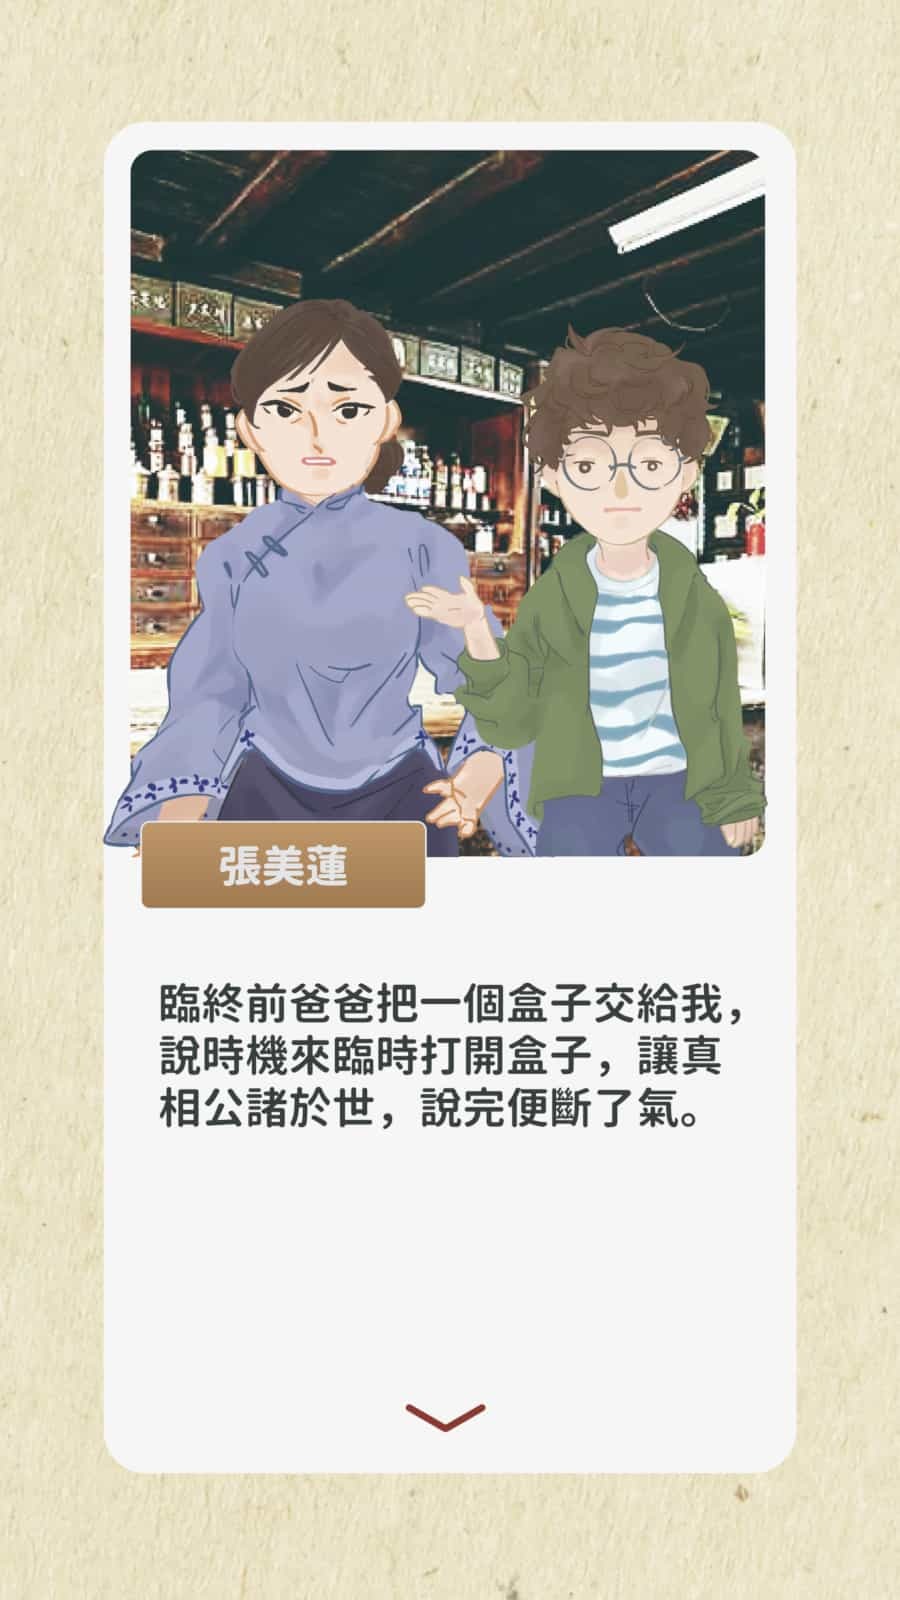 張美蓮
臨終前爸爸把一個盒子交給我，
說時機來臨時打開盒子，讓真
相公諸於世，說完便斷了氣。